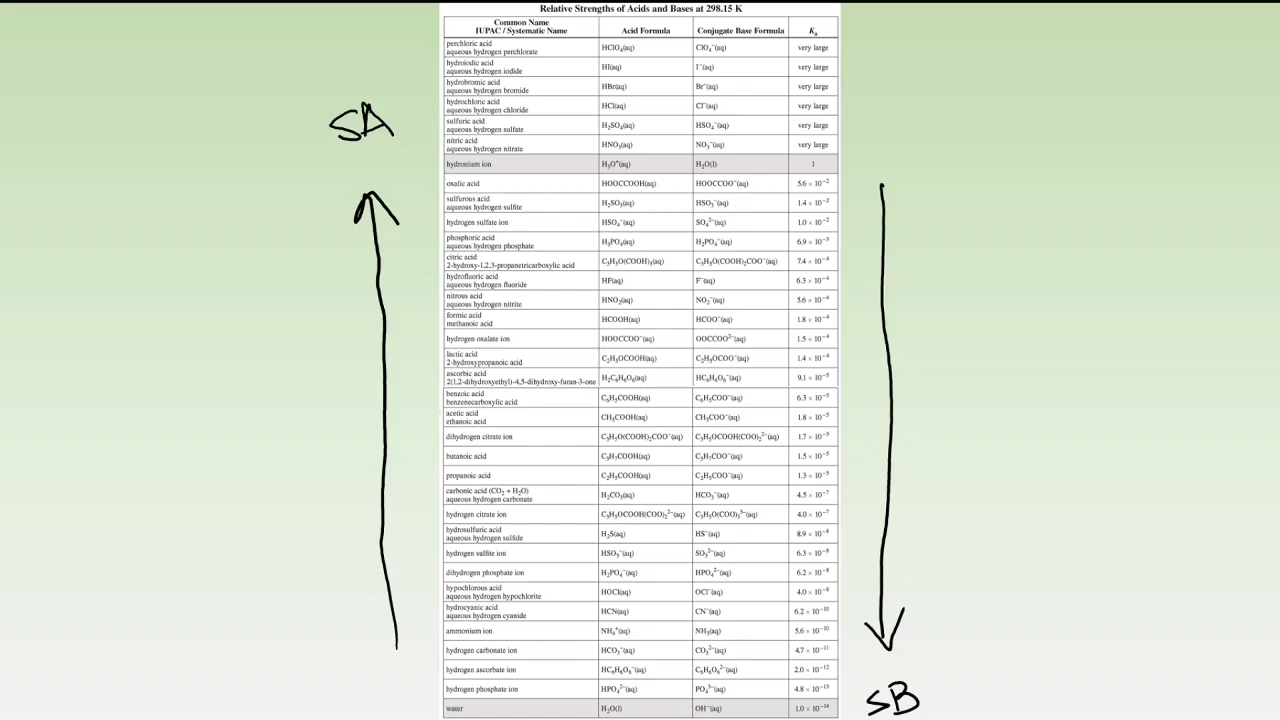 Relative Strengths of Acids and Bases at 298.15 K
Common Name
IUPAC / Systematic Name Acid Formula Conjugate Base Formula Kₐ
perchloric acid
aqueous hydrogen perchlorate HClO₄(aq) ClO₄⁻(aq) very large
hydroiodic acid
aqueous hydrogen iodide HI(aq) I⁻(aq) very large
hydrobromic acid
aqueous hydrogen bromide HBr(aq) Br⁻(aq) very large
hydrochloric acid
aqueous hydrogen chloride HCl(aq) Cl⁻(aq) very large
SA
sulfuric acid
aqueous hydrogen sulfate H₂SO₄(aq) HSO₄⁻(aq) very large
nitric acid
aqueous hydrogen nitrate HNO₃(aq) NO₃⁻(aq) very large
hydronium ion H₃O⁺(aq) H₂O(l) 1
oxalic acid HOOCCOOH(aq) HOOCCOO⁻(aq) 5.6 × 10⁻²
sulfurous acid
aqueous hydrogen sulfite H₂SO₃(aq) HSO₃⁻(aq) 1.4 × 10⁻²
hydrogen sulfate ion HSO₄⁻(aq) SO₄²⁻(aq) 1.0 × 10⁻²
phosphoric acid
aqueous hydrogen phosphate H₃PO₄(aq) H₂PO₄⁻(aq) 6.9 × 10⁻³
citric acid
2-hydroxy-1,2,3-propanetricarboxylic acid C₃H₅O(COOH)₃(aq) C₃H₅O(COOH)₂COO⁻(aq) 7.4 × 10⁻⁴
hydrofluoric acid
aqueous hydrogen fluoride HF(aq) F⁻(aq) 6.3 × 10⁻⁴
nitrous acid
aqueous hydrogen nitrite HNO₂(aq) NO₂⁻(aq) 5.6 × 10⁻⁴
formic acid
methanoic acid HCOOH(aq) HCOO⁻(aq) 1.8 × 10⁻⁴
hydrogen oxalate ion HOOCCOO⁻(aq) OOCCOO²⁻(aq) 1.5 × 10⁻⁴
lactic acid
2-hydroxypropanoic acid C₂H₅OCOOH(aq) C₂H₅OCOO⁻(aq) 1.4 × 10⁻⁴
ascorbic acid
2(1,2-dihydroxyethyl)-4,5-dihydroxy-furan-3-one H₂C₆H₆O₆(aq) HC₆H₆O₆⁻(aq) 9.1 × 10⁻⁵
benzoic acid
benzenecarboxylic acid C₆H₅COOH(aq) C₆H₅COO⁻(aq) 6.3 × 10⁻⁵
acetic acid
ethanoic acid CH₃COOH(aq) CH₃COO⁻(aq) 1.8 × 10⁻⁵
dihydrogen citrate ion C₃H₅O(COOH)₂COO⁻(aq) C₃H₅OCOOH(COO)₂²⁻(aq) 1.7 × 10⁻⁵
butanoic acid C₃H₇COOH(aq) C₃H₇COO⁻(aq) 1.5 × 10⁻⁵
propanoic acid C₂H₅COOH(aq) C₂H₅COO⁻(aq) 1.3 × 10⁻⁵
carbonic acid (CO₂ + H₂O)
aqueous hydrogen carbonate H₂CO₃(aq) HCO₃⁻(aq) 4.5 × 10⁻⁷
hydrogen citrate ion C₃H₅OCOOH(COO)₂²⁻(aq) C₃H₅O(COO)₃³⁻(aq) 4.0 × 10⁻⁷
hydrosulfuric acid
aqueous hydrogen sulfide H₂S(aq) HS⁻(aq) 8.9 × 10⁻⁸
hydrogen sulfite ion HSO₃⁻(aq) SO₃²⁻(aq) 6.3 × 10⁻⁸
dihydrogen phosphate ion H₂PO₄⁻(aq) HPO₄²⁻(aq) 6.2 × 10⁻⁸
hypochlorous acid
aqueous hydrogen hypochlorite HOCl(aq) OCl⁻(aq) 4.0 × 10⁻⁸
hydrocyanic acid
aqueous hydrogen cyanide HCN(aq) CN⁻(aq) 6.2 × 10⁻¹⁰
ammonium ion NH₄⁺(aq) NH₃(aq) 5.6 × 10⁻¹⁰
hydrogen carbonate ion HCO₃⁻(aq) CO₃²⁻(aq) 4.7 × 10⁻¹¹
hydrogen ascorbate ion HC₆H₆O₆⁻(aq) C₆H₆O₆²⁻(aq) 2.0 × 10⁻¹²
hydrogen phosphate ion HPO₄²⁻(aq) PO₄³⁻(aq) 4.8 × 10⁻¹³
SB
water H₂O(l) OH⁻(aq) 1.0 × 10⁻¹⁴